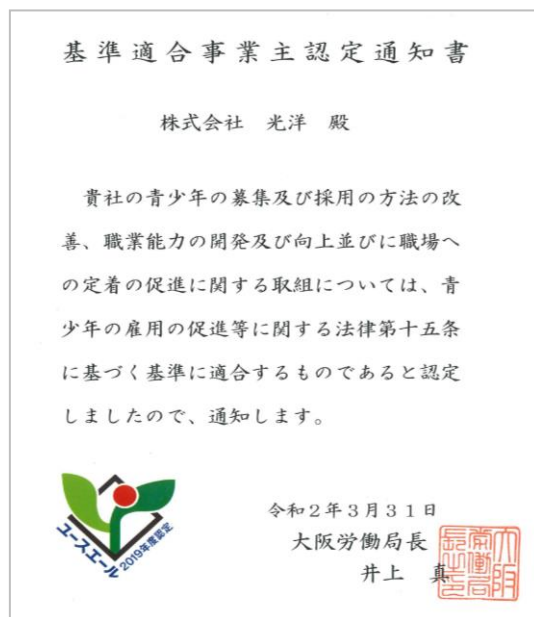 基準適合事業主認定通知書
株式会社　光洋　殿
貴社の青少年の募集及び採用の方法の改
善、職業能力の開発及び向上並びに職場へ
の定着の促進に関する取組については、青
少年の雇用の促進等に関する法律第十五条
に基づく基準に適合するものであると認定
しましたので、通知します。
ユースエール
2019年度認定
令和２年３月３１日
大阪労働局長
井上　真
大阪
労働局
長之印